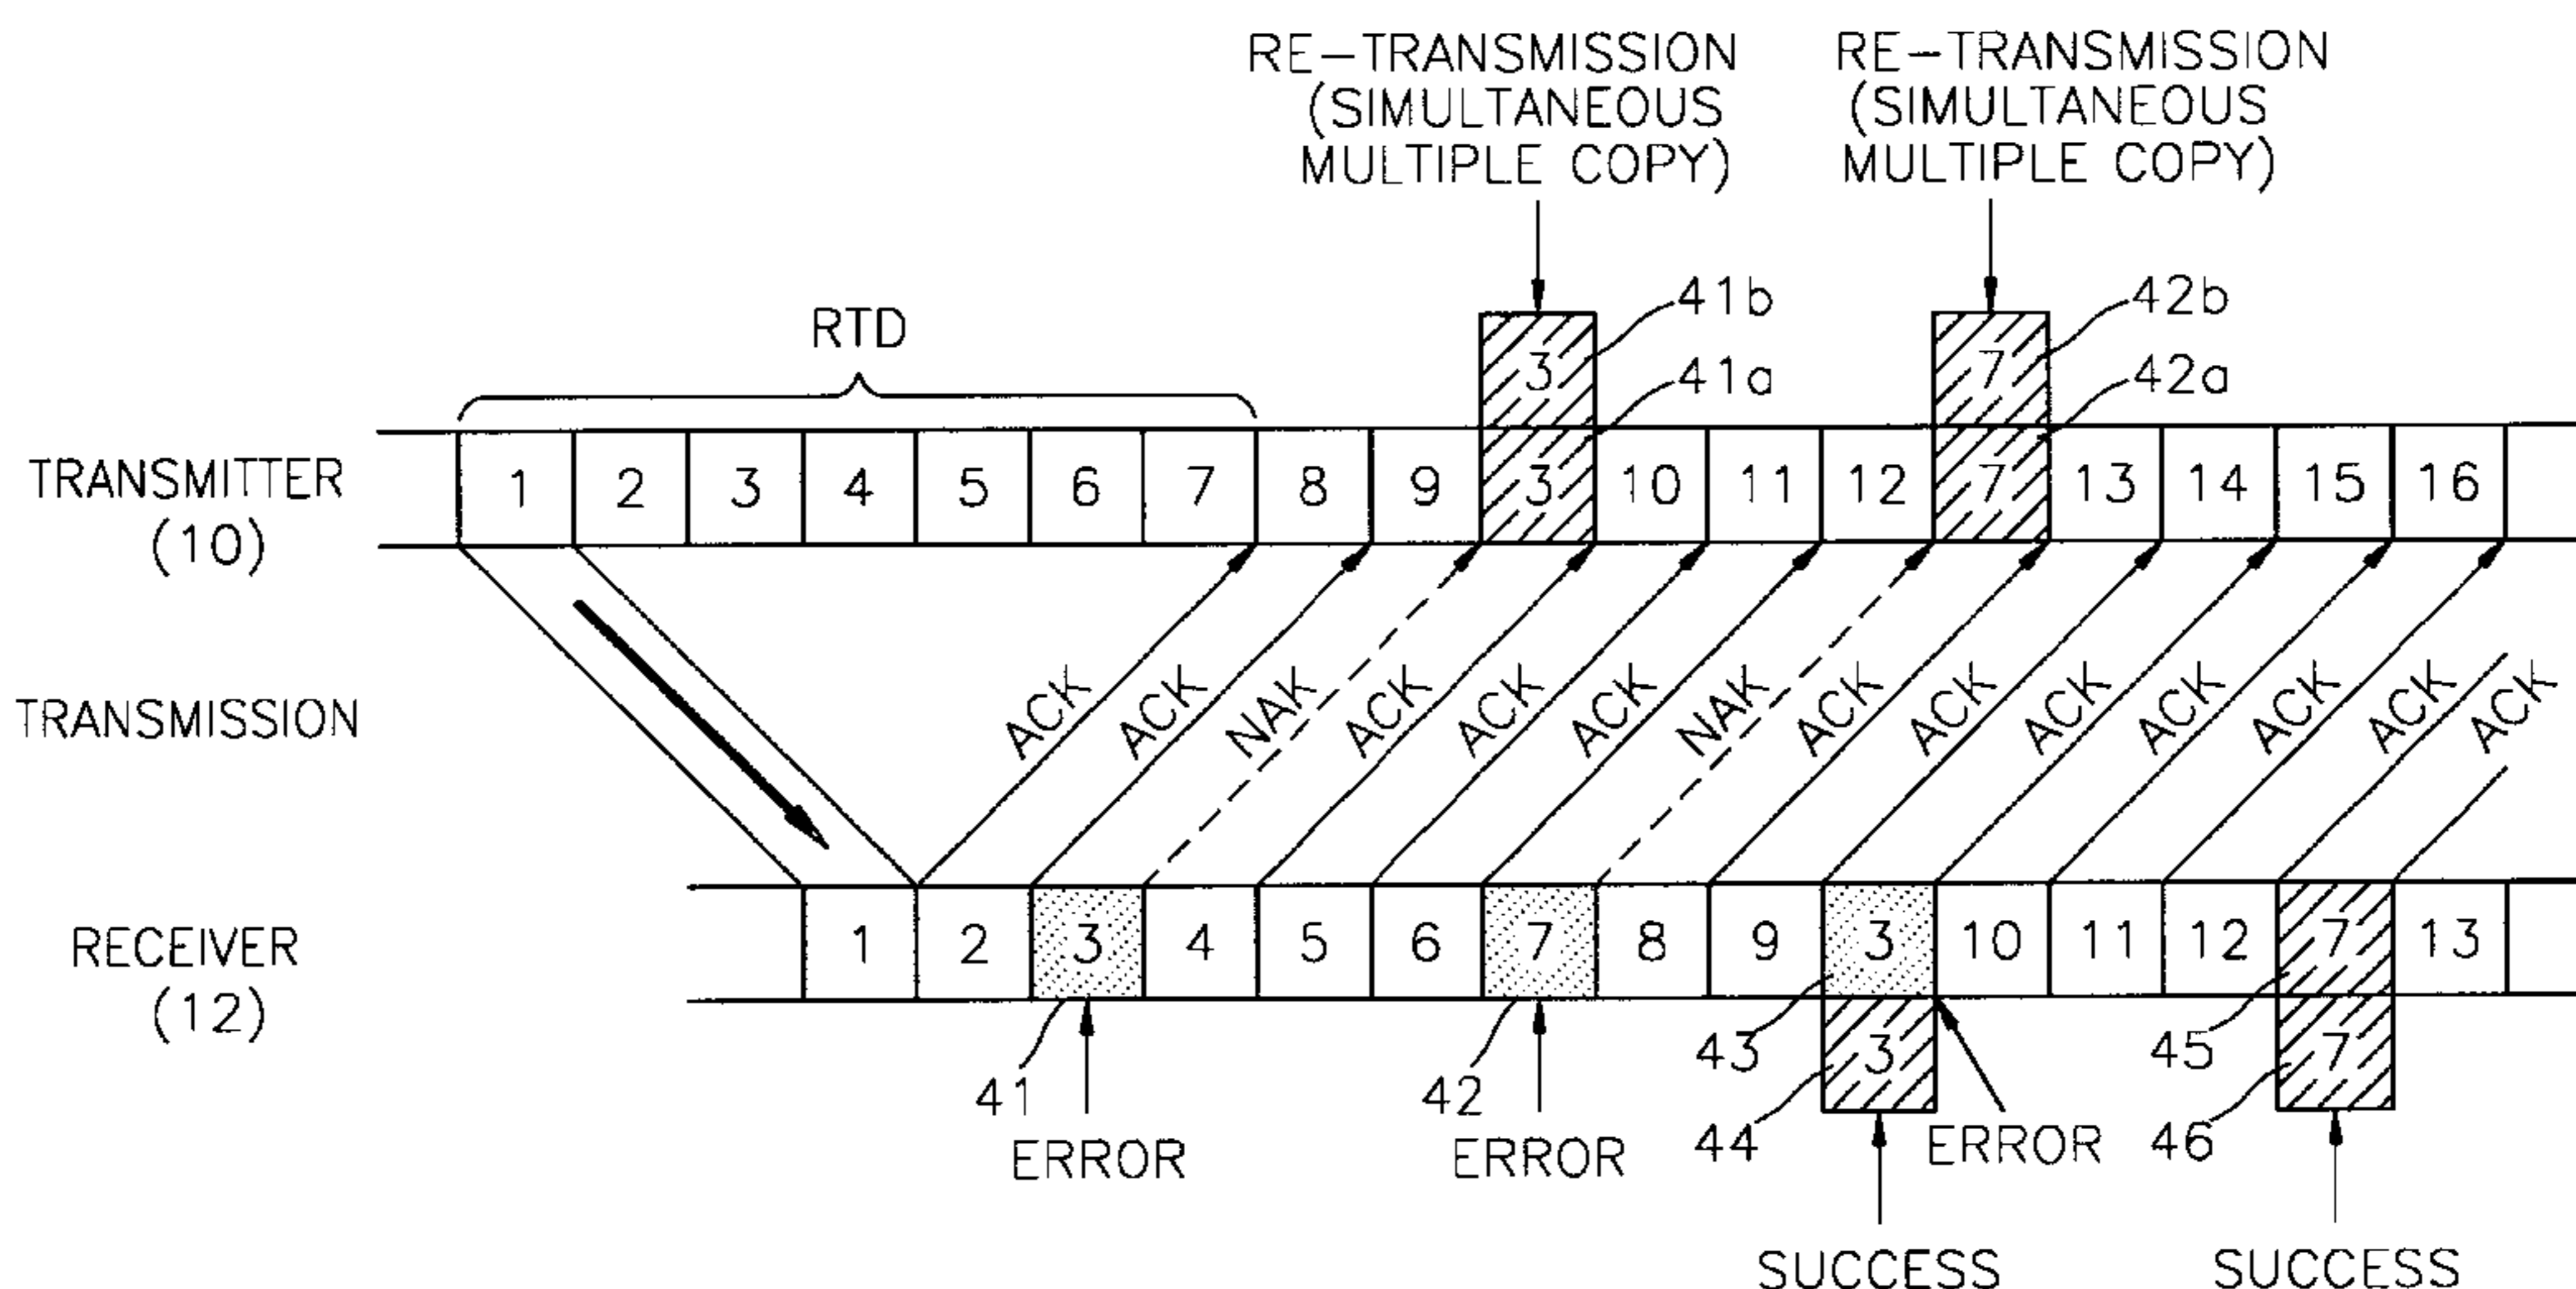 RE-TRANSMISSION
(SIMULTANEOUS
MULTIPLE COPY)
RE-TRANSMISSION
(SIMULTANEOUS
MULTIPLE COPY)
41b
42b
RTD
3
7
41a
42a
TRANSMITTER
(10)
1 2 3 4 5 6 7 8 9 3 10 11 12 7 13 14 15 16
TRANSMISSION
ACK ACK NAK ACK ACK ACK NAK ACK ACK ACK ACK ACK ACK ACK
RECEIVER
(12)
1 2 3 4 5 6 7 8 9 3 10 11 12 7 13
3
7
41
42
43
44
45
46
ERROR
ERROR
ERROR
SUCCESS
SUCCESS